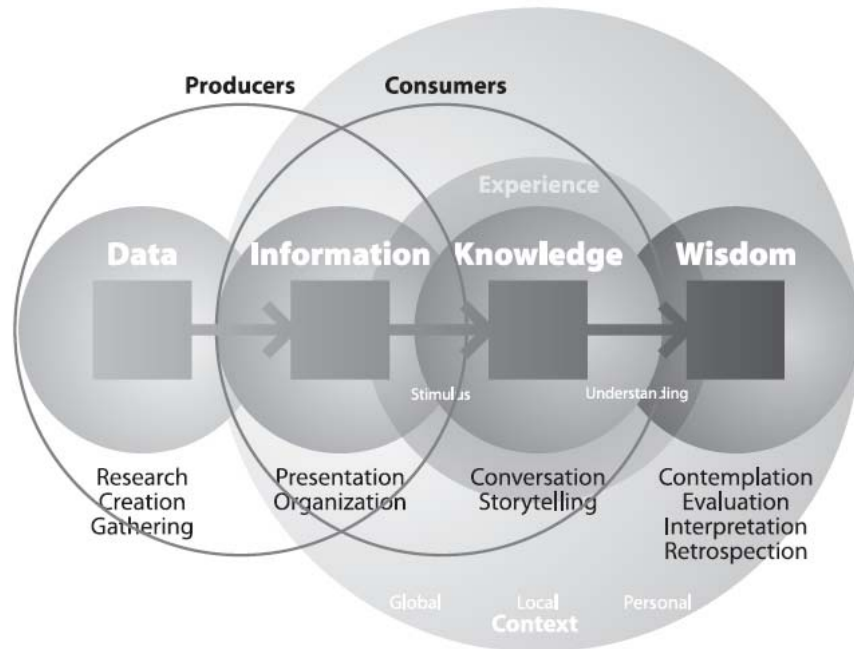 Producers Consumers
Experience
Data Information Knowledge Wisdom
Stimulus Understanding
Research Presentation Conversation Contemplation
Creation Organization Storytelling Evaluation
Gathering Interpretation
Retrospection
Global Local Personal
Context